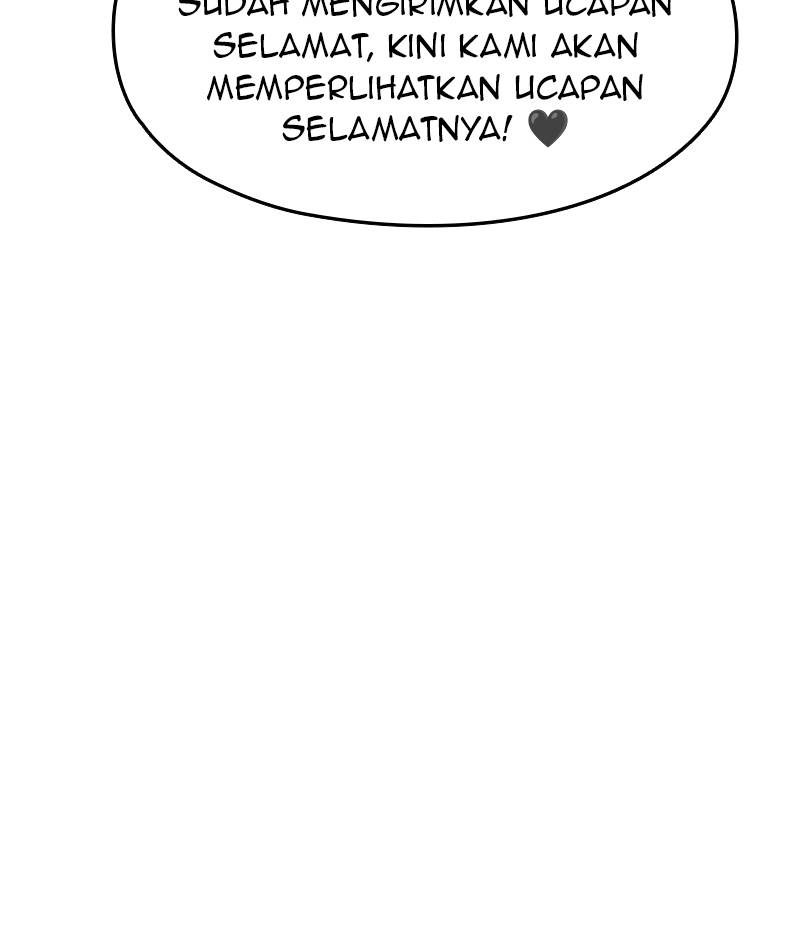 SUDAH MENGIRIMKAN UCAPAN
SELAMAT, KINI KAMI AKAN
MEMPERLIHATKAN UCAPAN
SELAMATNYA! 🖤